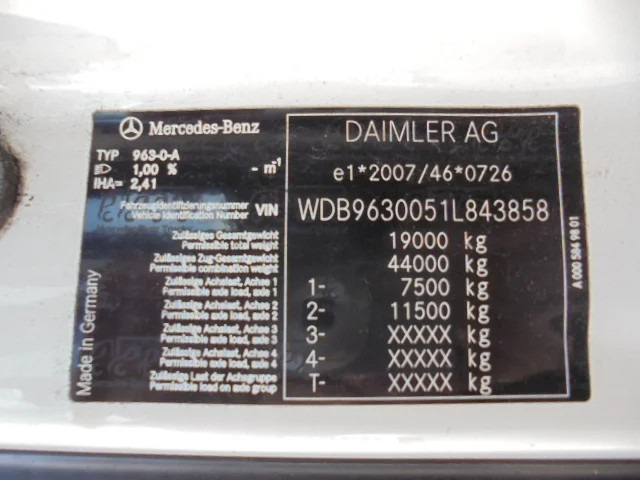 Mercedes-Benz
DAIMLER AG
TYP 963-0-A
1,00 % - m⁻¹
IHA= 2,41
e1*2007/46*0726
Fahrzeugidentifizierungsnummer
Vehicle Identification Number VIN WDB9630051L843858
Zulässiges Gesamtgewicht
Permissible total weight 19000 kg
Zulässiges Zug-Gesamtgewicht
Permissible combination weight 44000 kg
Zulässige Achslast, Achse 1
Permissible axle load, axle 1 1- 7500 kg
Zulässige Achslast, Achse 2
Permissible axle load, axle 2 2- 11500 kg
Zulässige Achslast, Achse 3
Permissible axle load, axle 3 3- XXXXX kg
Zulässige Achslast, Achse 4
Permissible axle load, axle 4 4- XXXXX kg
Zulässige Last der Achsgruppe
Permissible load on axle group T- XXXXX kg
Made in Germany
A 000 584 98 01